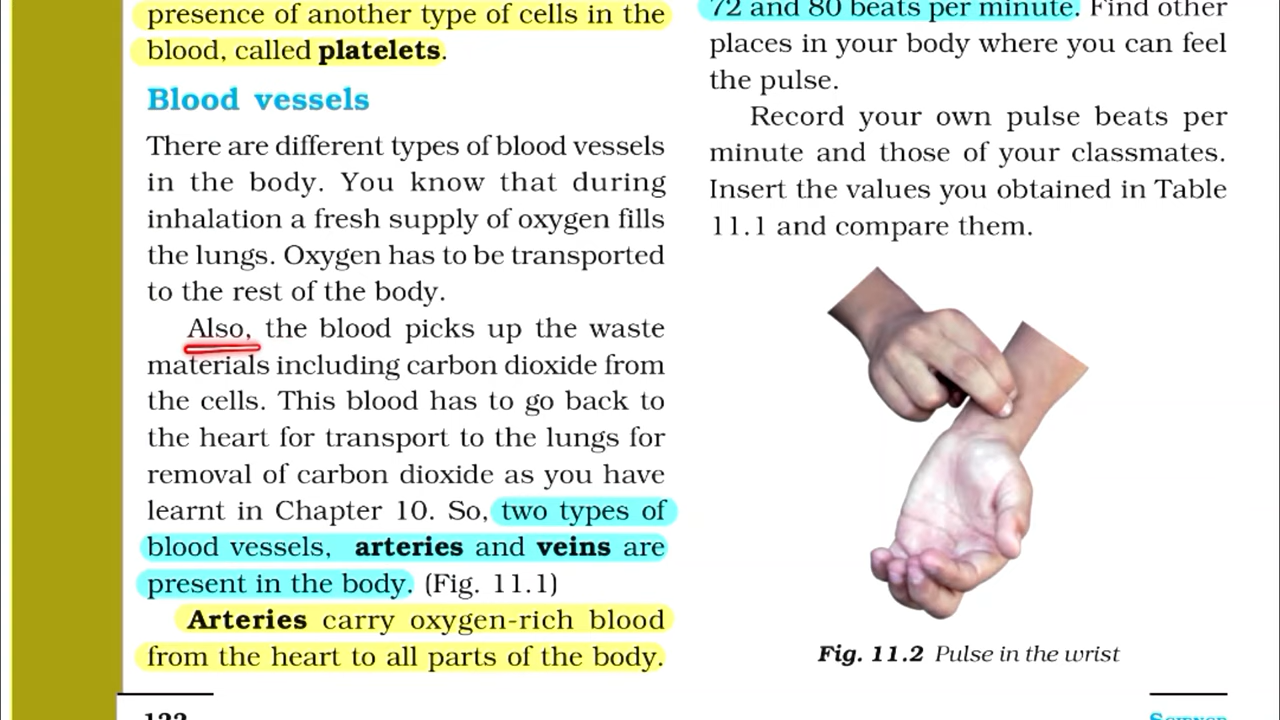 presence of another type of cells in the
blood, called platelets.
Blood vessels
There are different types of blood vessels
in the body. You know that during
inhalation a fresh supply of oxygen fills
the lungs. Oxygen has to be transported
to the rest of the body.
Also, the blood picks up the waste
materials including carbon dioxide from
the cells. This blood has to go back to
the heart for transport to the lungs for
removal of carbon dioxide as you have
learnt in Chapter 10. So, two types of
blood vessels, arteries and veins are
present in the body. (Fig. 11.1)
Arteries carry oxygen-rich blood
from the heart to all parts of the body.
72 and 80 beats per minute. Find other
places in your body where you can feel
the pulse.
Record your own pulse beats per
minute and those of your classmates.
Insert the values you obtained in Table
11.1 and compare them.
Fig. 11.2 Pulse in the wrist
122
Science